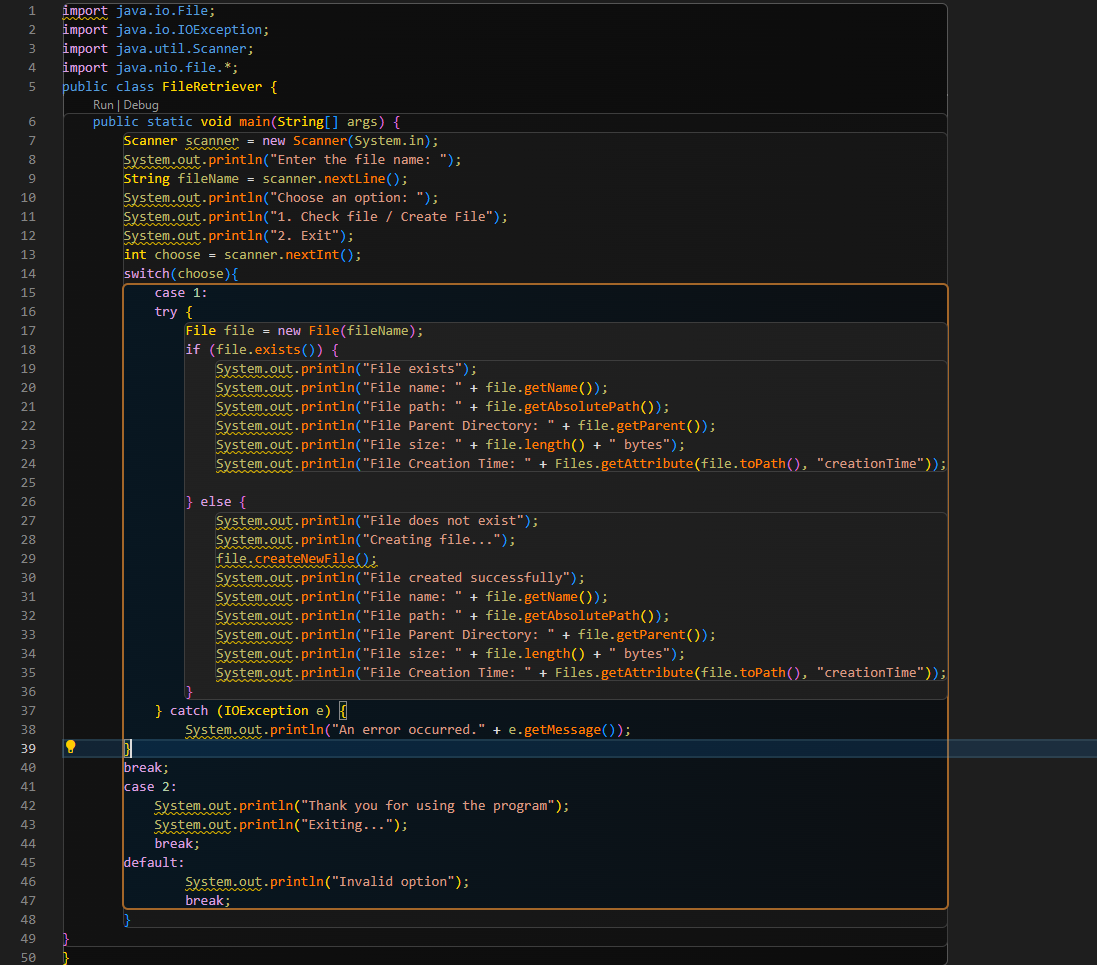 1 import java.io.File;
2 import java.io.IOException;
3 import java.util.Scanner;
4 import java.nio.file.*;
5 public class FileRetriever {
Run | Debug
6     public static void main(String[] args) {
7         Scanner scanner = new Scanner(System.in);
8         System.out.println("Enter the file name: ");
9         String fileName = scanner.nextLine();
10         System.out.println("Choose an option: ");
11         System.out.println("1. Check file / Create File");
12         System.out.println("2. Exit");
13         int choose = scanner.nextInt();
14         switch(choose){
15             case 1:
16             try {
17                 File file = new File(fileName);
18                 if (file.exists()) {
19                     System.out.println("File exists");
20                     System.out.println("File name: " + file.getName());
21                     System.out.println("File path: " + file.getAbsolutePath());
22                     System.out.println("File Parent Directory: " + file.getParent());
23                     System.out.println("File size: " + file.length() + " bytes");
24                     System.out.println("File Creation Time: " + Files.getAttribute(file.toPath(), "creationTime"));
25
26                 } else {
27                     System.out.println("File does not exist");
28                     System.out.println("Creating file...");
29                     file.createNewFile();
30                     System.out.println("File created successfully");
31                     System.out.println("File name: " + file.getName());
32                     System.out.println("File path: " + file.getAbsolutePath());
33                     System.out.println("File Parent Directory: " + file.getParent());
34                     System.out.println("File size: " + file.length() + " bytes");
35                     System.out.println("File Creation Time: "  + Files.getAttribute(file.toPath(), "creationTime"));
36                 }
37             } catch (IOException e) {
38                 System.out.println("An error occurred." + e.getMessage());
39         }
40         break;
41         case 2:
42             System.out.println("Thank you for using the program");
43             System.out.println("Exiting...");
44             break;
45         default:
46                 System.out.println("Invalid option");
47                 break;
48         }
49 }
50 }